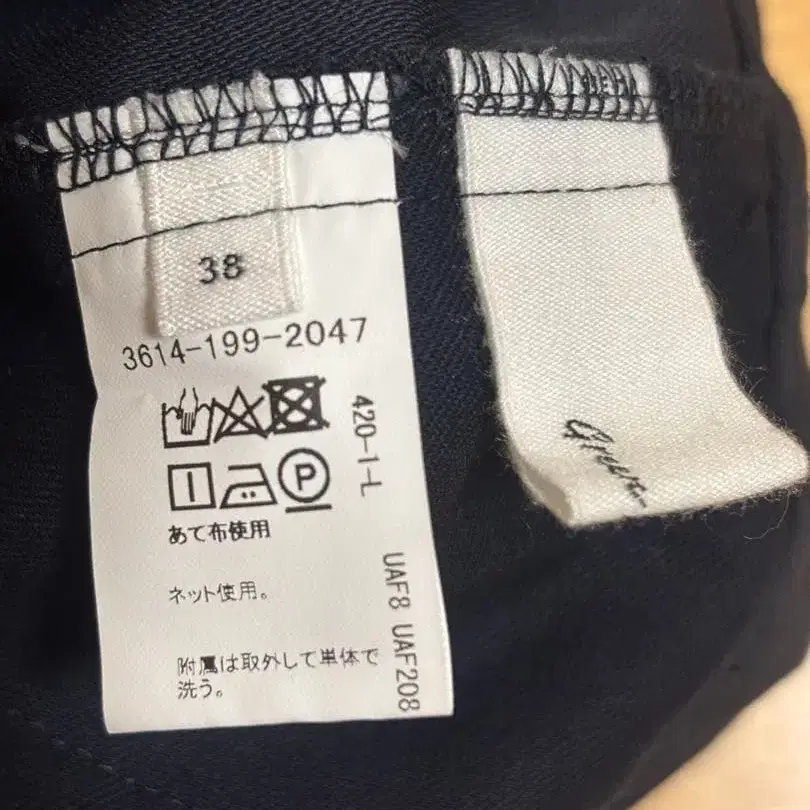 38
3614-199-2047
420-1-L
P
あて布使用
ネット使用。
附属は取外して単体で
洗う。
UAF8 UAF208